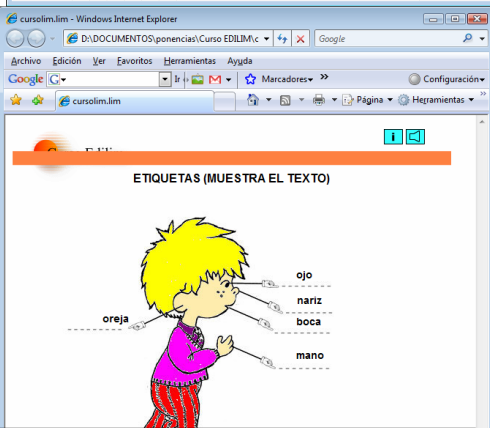 cursolim.lim - Windows Internet Explorer
D:\DOCUMENTOS\ponencias\Curso EDILIM\c
Google
Archivo Edición Ver Favoritos Herramientas Ayuda
Google G Ir M Marcadores » Configuración
cursolim.lim Página Herramientas »
i
ETIQUETAS (MUESTRA EL TEXTO)
ojo
nariz
oreja boca
mano